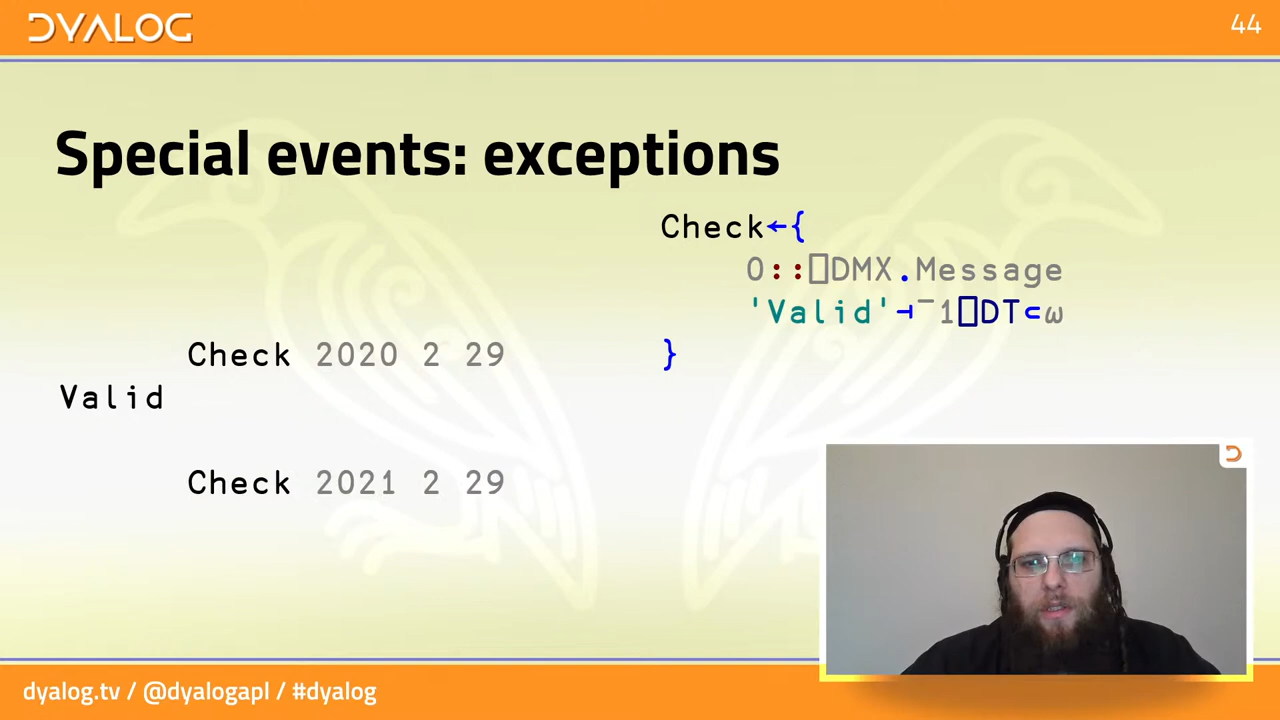 DYALOG
44
Special events: exceptions
Check←{
0::⎕DMX.Message
'Valid'⊣¯1⎕DT⊂⍵
}
Check 2020 2 29
Valid
Check 2021 2 29
dyalog.tv / @dyalogapl / #dyalog